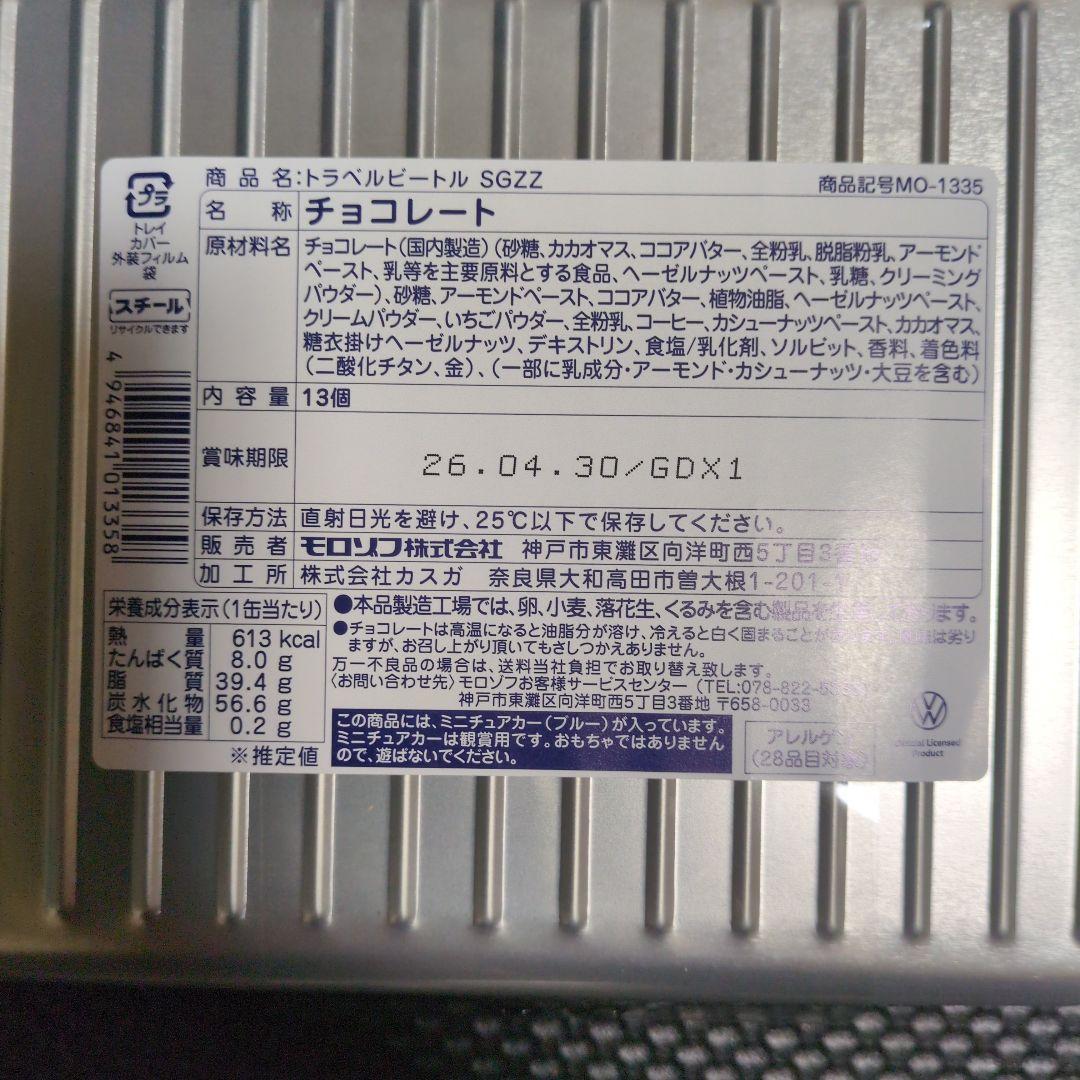 商品名:トラベルビートル SGZZ
商品記号MO-1335
プラ
トレイ
カバー
外装フィルム
袋
スチール
リサイクルできます
4 946841 013358
名称 チョコレート
原材料名 チョコレート(国内製造)(砂糖、カカオマス、ココアバター、全粉乳、脱脂粉乳、アーモンド
ペースト、乳等を主要原料とする食品、ヘーゼルナッツペースト、乳糖、クリーミング
パウダー)、砂糖、アーモンドペースト、ココアバター、植物油脂、ヘーゼルナッツペースト、
クリームパウダー、いちごパウダー、全粉乳、コーヒー、カシューナッツペースト、カカオマス、
糖衣掛けヘーゼルナッツ、デキストリン、食塩/乳化剤、ソルビット、香料、着色料
(二酸化チタン、金)、(一部に乳成分・アーモンド・カシューナッツ・大豆を含む)
内容量 13個
賞味期限 26.04.30/GDX1
保存方法 直射日光を避け、25℃以下で保存してください。
販売者 モロゾフ株式会社 神戸市東灘区向洋町西5丁目3番
加工所 株式会社カスガ 奈良県大和高田市曽大根1-201-
栄養成分表示(1缶当たり)
熱量 613 kcal
たんぱく質 8.0 g
脂質 39.4 g
炭水化物 56.6 g
食塩相当量 0.2 g
※推定値
●本品製造工場では、卵、小麦、落花生、くるみを含む製品を
●チョコレートは高温になると油脂分が溶け、冷えると白く固まることが は劣り
ますが、お召し上がり頂いてもさしつかえありません。
万一不良品の場合は、送料当社負担でお取り替え致します。
〈お問い合わせ先〉モロゾフお客様サービスセンター (TEL:078-822-
神戸市東灘区向洋町西5丁目3番地 〒658-0033
この商品には、ミニチュアカー(ブルー)が入っています。
ミニチュアカーは観賞用です。おもちゃではありません
ので、遊ばないでください。
アレルゲン
(28品目対象)
Official Licensed
Product